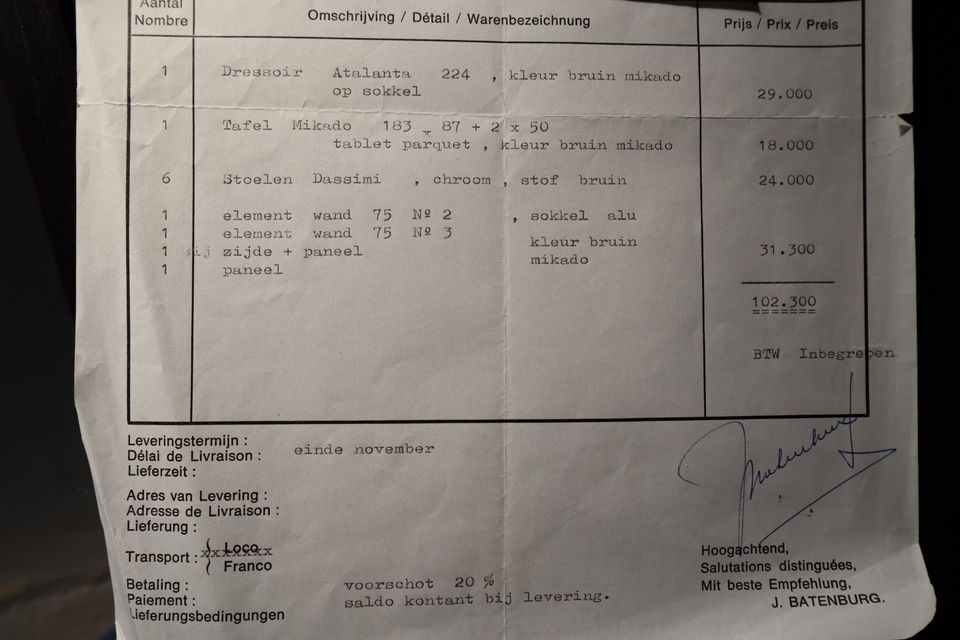 Aantal
Nombre
Omschrijving / Détail / Warenbezeichnung
Prijs / Prix / Preis
1 Dressoir Atalanta 224 , kleur bruin mikado
op sokkel 29.000
1 Tafel Mikado 183 x 87 + 2 x 50
tablet parquet , kleur bruin mikado 18.000
6 Stoelen Dassimi , chroom , stof bruin 24.000
1 element wand 75 Nº 2 , sokkel alu
1 element wand 75 Nº 3 kleur bruin
1 zijde + paneel mikado 31.300
1 paneel
102.300
=======
BTW Inbegrepen
Leveringstermijn :
Délai de Livraison : einde november
Lieferzeit :
Adres van Levering :
Adresse de Livraison :
Lieferung :
Transport : Loco
Franco
Betaling : voorschot 20 %
Paiement : saldo kontant bij levering.
Lieferungsbedingungen
Hoogachtend,
Salutations distinguées,
Mit beste Empfehlung,
J. BATENBURG.